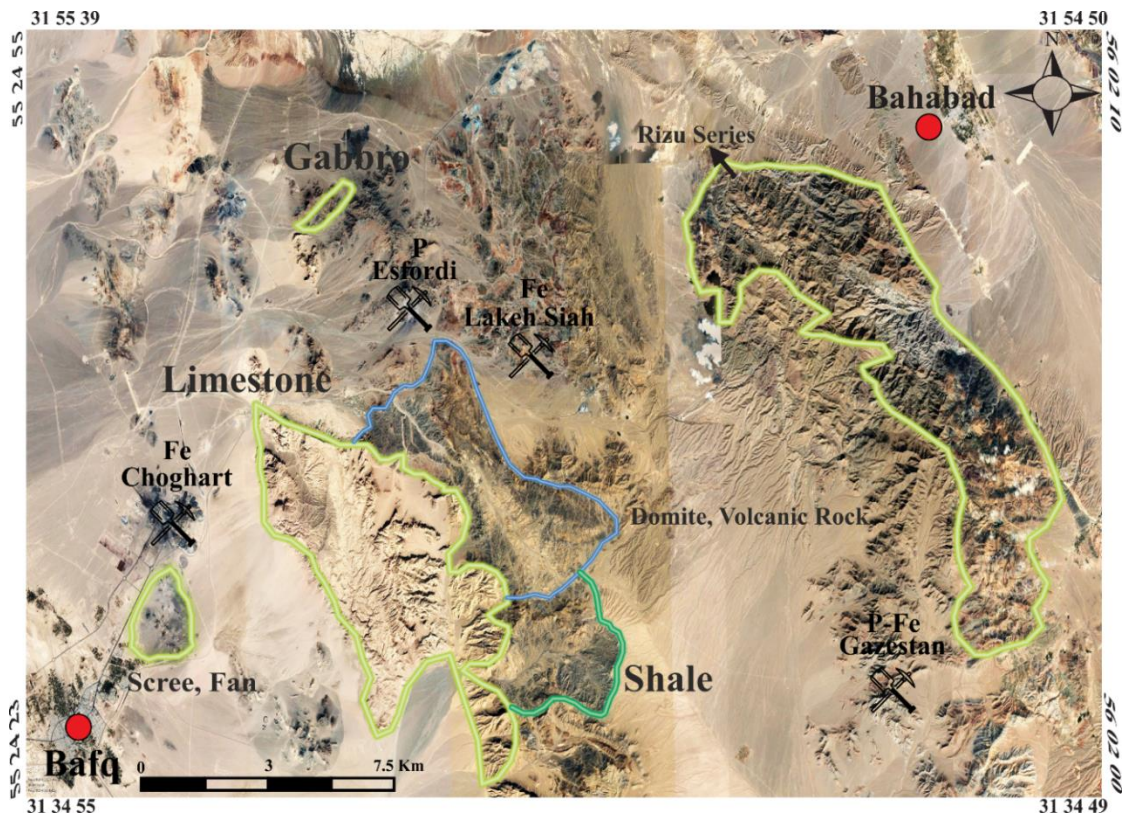 31 55 39
31 54 50
55 24 55
56 02 10
N
Bahabad
Rizu Series
Gabbro
P
Esfordi
Fe
Lakeh Siah
Limestone
Fe
Choghart
Domite, Volcanic Rock
P-Fe
Gazestan
Scree, Fan
Shale
55 24 23
56 02 00
Bafq
0 3 7.5 Km
31 34 55
31 34 49